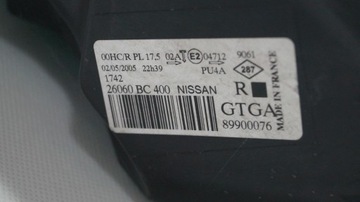 00HC/R PL 17,5 02A E2 04712 9061
02/05/2005 22h39 PU4A 287
1742 R
26060 BC 400 NISSAN GTGA
89900076
MADE IN FRANCE